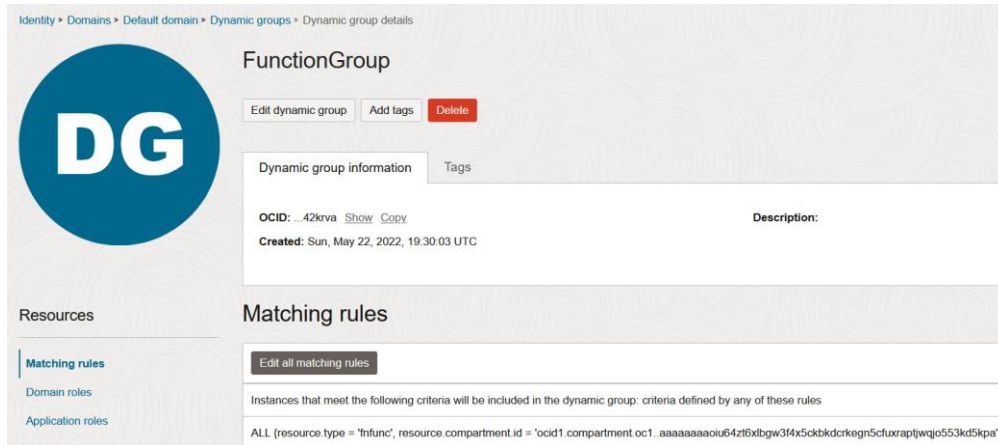 Identity » Domains » Default domain » Dynamic groups » Dynamic group details
DG
FunctionGroup
Edit dynamic group Add tags Delete
Dynamic group information Tags
OCID: ...42krva Show Copy Description:
Created: Sun, May 22, 2022, 19:30:03 UTC
Resources
Matching rules
Domain roles
Application roles
Matching rules
Edit all matching rules
Instances that meet the following criteria will be included in the dynamic group: criteria defined by any of these rules
ALL {resource.type = 'fnfunc', resource.compartment.id = 'ocid1.compartment.oc1..aaaaaaaaoiu64zt6xlbgw3f4x5ckbkdcrkegn5cfuxraptjwqjo553kd5kpa'